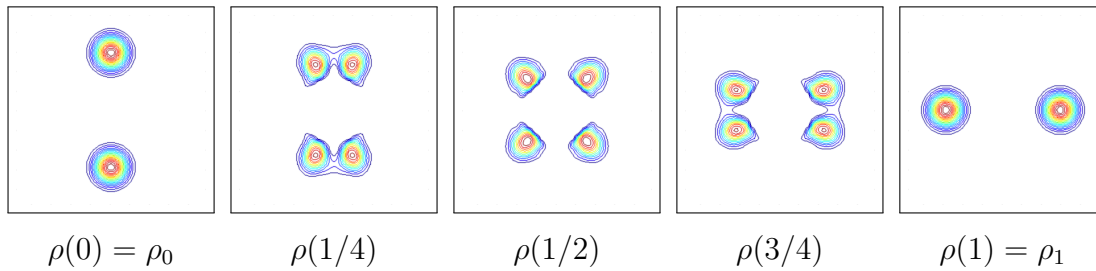 ρ(0) = ρ₀ ρ(1/4) ρ(1/2) ρ(3/4) ρ(1) = ρ₁